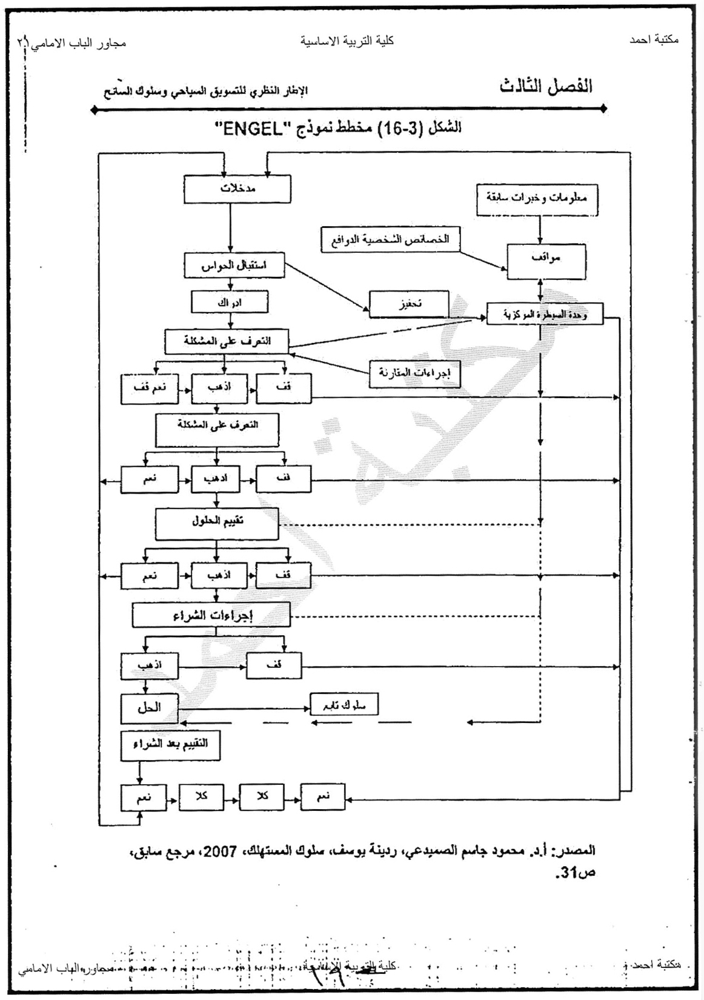 مكتبة احمد
كلية التربية الاساسية
مجاور الباب الامامي
الفصل الثالث
الإطار النظري للتسويق السياحي وسلوك السائح
الشكل (3-16) مخطط نموذج "ENGEL"
مدخلات
معلومات وخبرات سابقة
الخصائص الشخصية الدوافع
مواقف
استقبال الحواس
ادراك
تحفيز
وحدة السيطرة المركزية
التعرف على المشكلة
إجراءات المقارنة
قف
اذهب
نعم قف
التعرف على المشكلة
قف
اذهب
نعم
تقييم الحلول
قف
اذهب
نعم
إجراءات الشراء
قف
اذهب
الحل
سلوك تابع
التقييم بعد الشراء
نعم
كلا
كلا
نعم
المصدر: أ.د. محمود جاسم الصميدعي، ردينة يوسف، سلوك المستهلك، 2007، مرجع سابق،
ص31.
مكتبة احمد
كلية التربية الاساسية
مجاور الباب الامامي